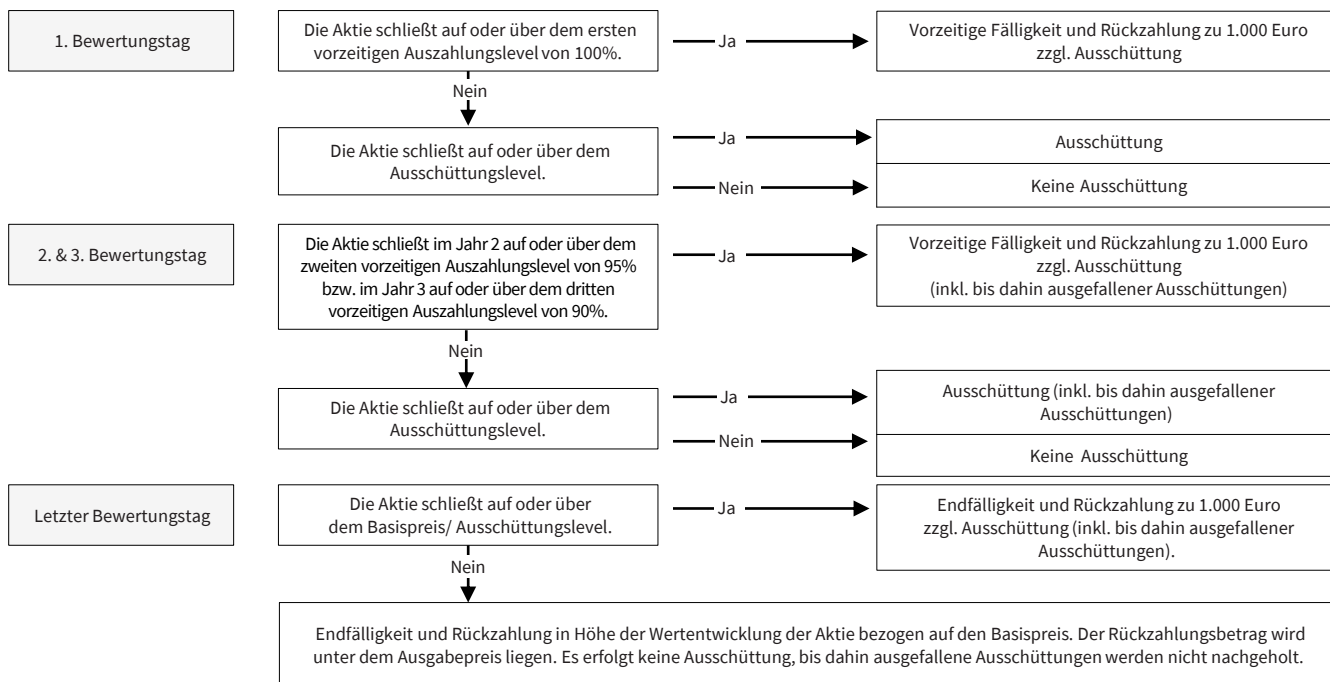 1. Bewertungstag
Die Aktie schließt auf oder über dem ersten
vorzeitigen Auszahlungslevel von 100%.
Ja
Vorzeitige Fälligkeit und Rückzahlung zu 1.000 Euro
zzgl. Ausschüttung
Nein
Die Aktie schließt auf oder über dem
Ausschüttungslevel.
Ja
Ausschüttung
Nein
Keine Ausschüttung
2. & 3. Bewertungstag
Die Aktie schließt im Jahr 2 auf oder über dem
zweiten vorzeitigen Auszahlungslevel von 95%
bzw. im Jahr 3 auf oder über dem dritten
vorzeitigen Auszahlungslevel von 90%.
Ja
Vorzeitige Fälligkeit und Rückzahlung zu 1.000 Euro
zzgl. Ausschüttung
(inkl. bis dahin ausgefallener Ausschüttungen)
Nein
Die Aktie schließt auf oder über dem
Ausschüttungslevel.
Ja
Ausschüttung (inkl. bis dahin ausgefallener
Ausschüttungen)
Nein
Keine Ausschüttung
Letzter Bewertungstag
Die Aktie schließt auf oder über
dem Basispreis/ Ausschüttungslevel.
Ja
Endfälligkeit und Rückzahlung zu 1.000 Euro
zzgl. Ausschüttung (inkl. bis dahin ausgefallener
Ausschüttungen).
Nein
Endfälligkeit und Rückzahlung in Höhe der Wertentwicklung der Aktie bezogen auf den Basispreis. Der Rückzahlungsbetrag wird
unter dem Ausgabepreis liegen. Es erfolgt keine Ausschüttung, bis dahin ausgefallene Ausschüttungen werden nicht nachgeholt.